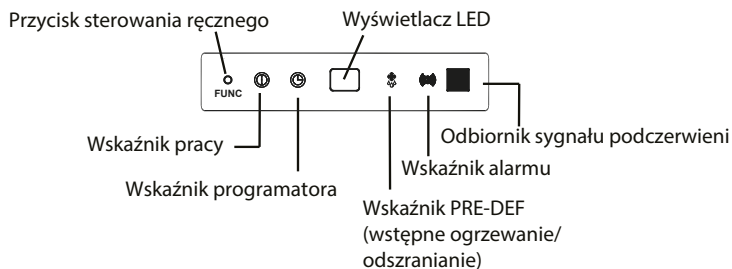 Przycisk sterowania ręcznego
Wyświetlacz LED
FUNC
Odbiornik sygnału podczerwieni
Wskaźnik pracy
Wskaźnik alarmu
Wskaźnik programatora
Wskaźnik PRE-DEF
(wstępne ogrzewanie/
odszranianie)